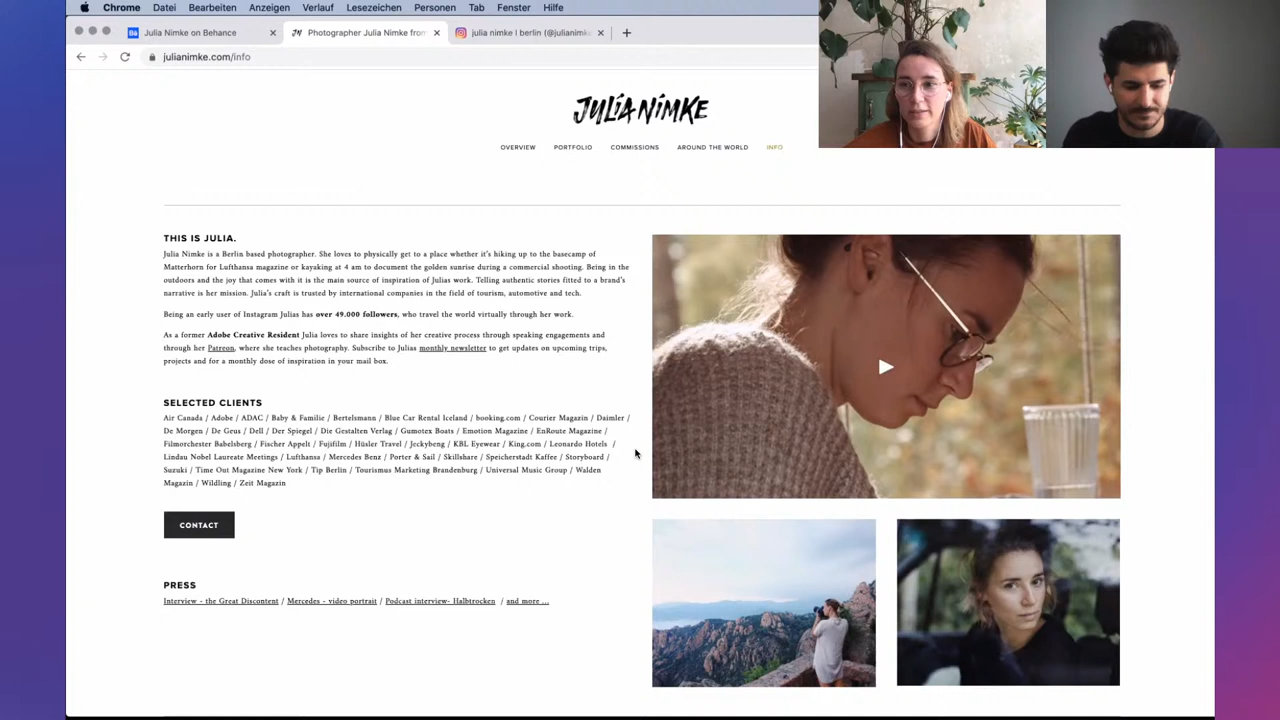 Chrome Datei Bearbeiten Anzeigen Verlauf Lesezeichen Personen Tab Fenster Hilfe
Bē Julia Nimke on Behance × JN Photographer Julia Nimke from × julia nimke I berlin (@julianimk × +
julianimke.com/info
JULIA NIMKE
OVERVIEW PORTFOLIO COMMISSIONS AROUND THE WORLD INFO
THIS IS JULIA.
Julia Nimke is a Berlin based photographer. She loves to physically get to a place whether it's hiking up to the basecamp of
Matterhorn for Lufthansa magazine or kayaking at 4 am to document the golden sunrise during a commercial shooting. Being in the
outdoors and the joy that comes with it is the main source of inspiration of Julias work. Telling authentic stories fitted to a brand's
narrative is her mission. Julia's craft is trusted by international companies in the field of tourism, automotive and tech.
Being an early user of Instagram Julias has over 49.000 followers, who travel the world virtually through her work.
As a former Adobe Creative Resident Julia loves to share insights of her creative process through speaking engagements and
through her Patreon, where she teaches photography. Subscribe to Julias monthly newsletter to get updates on upcoming trips,
projects and for a monthly dose of inspiration in your mail box.
SELECTED CLIENTS
Air Canada / Adobe / ADAC / Baby & Familie / Bertelsmann / Blue Car Rental Iceland / booking.com / Courier Magazin / Daimler /
De Morgen / De Geus / Dell / Der Spiegel / Die Gestalten Verlag / Gumotex Boats / Emotion Magazine / EnRoute Magazine /
Filmorchester Babelsberg / Fischer Appelt / Fujifilm / Hüsler Travel / Jeckybeng / KBL Eyewear / King.com / Leonardo Hotels /
Lindau Nobel Laureate Meetings / Lufthansa / Mercedes Benz / Porter & Sail / Skillshare / Speicherstadt Kaffee / Storyboard /
Suzuki / Time Out Magazine New York / Tip Berlin / Tourismus Marketing Brandenburg / Universal Music Group / Walden
Magazin / Wildling / Zeit Magazin
CONTACT
PRESS
Interview - the Great Discontent / Mercedes - video portrait / Podcast interview- Halbtrocken / and more ...